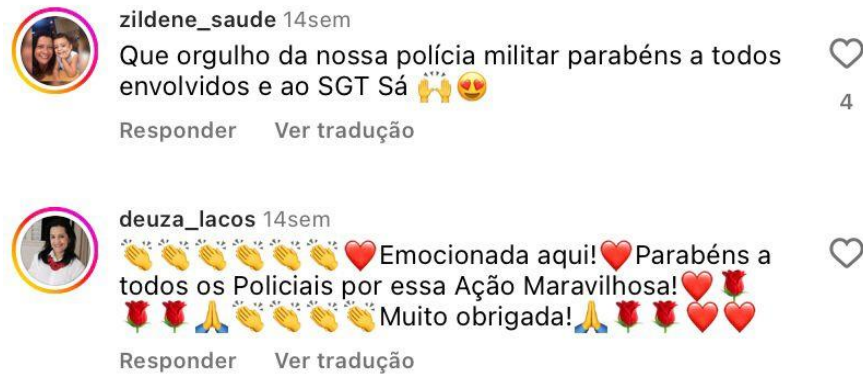 zildene_saude 14sem
Que orgulho da nossa polícia militar parabéns a todos
envolvidos e ao SGT Sá 🙌😍
4
Responder Ver tradução
deuza_lacos 14sem
👏👏👏👏👏👏❤️Emocionada aqui!❤️Parabéns a
todos os Policiais por essa Ação Maravilhosa!❤️🌹
🌹🌹🙏👏👏👏👏Muito obrigada!🙏🌹🌹❤️❤️
Responder Ver tradução